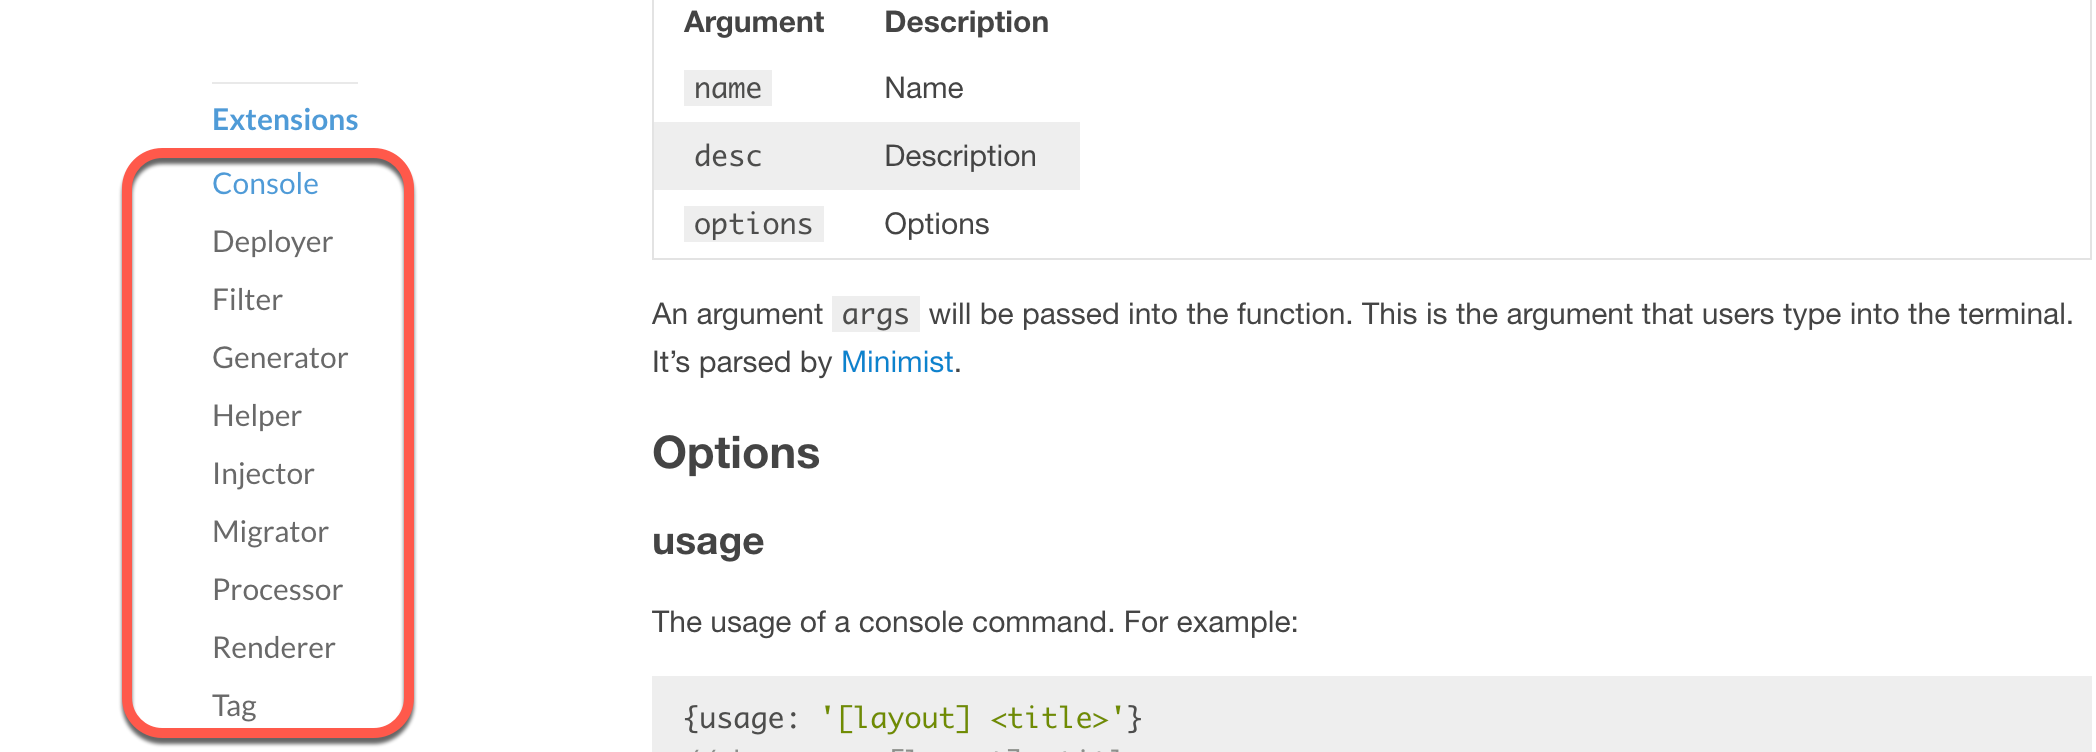 Extensions
Console
Deployer
Filter
Generator
Helper
Injector
Migrator
Processor
Renderer
Tag
Argument Description
name Name
desc Description
options Options
An argument args will be passed into the function. This is the argument that users type into the terminal.
It’s parsed by Minimist.
Options
usage
The usage of a console command. For example:
{usage: '[layout] <title>'}